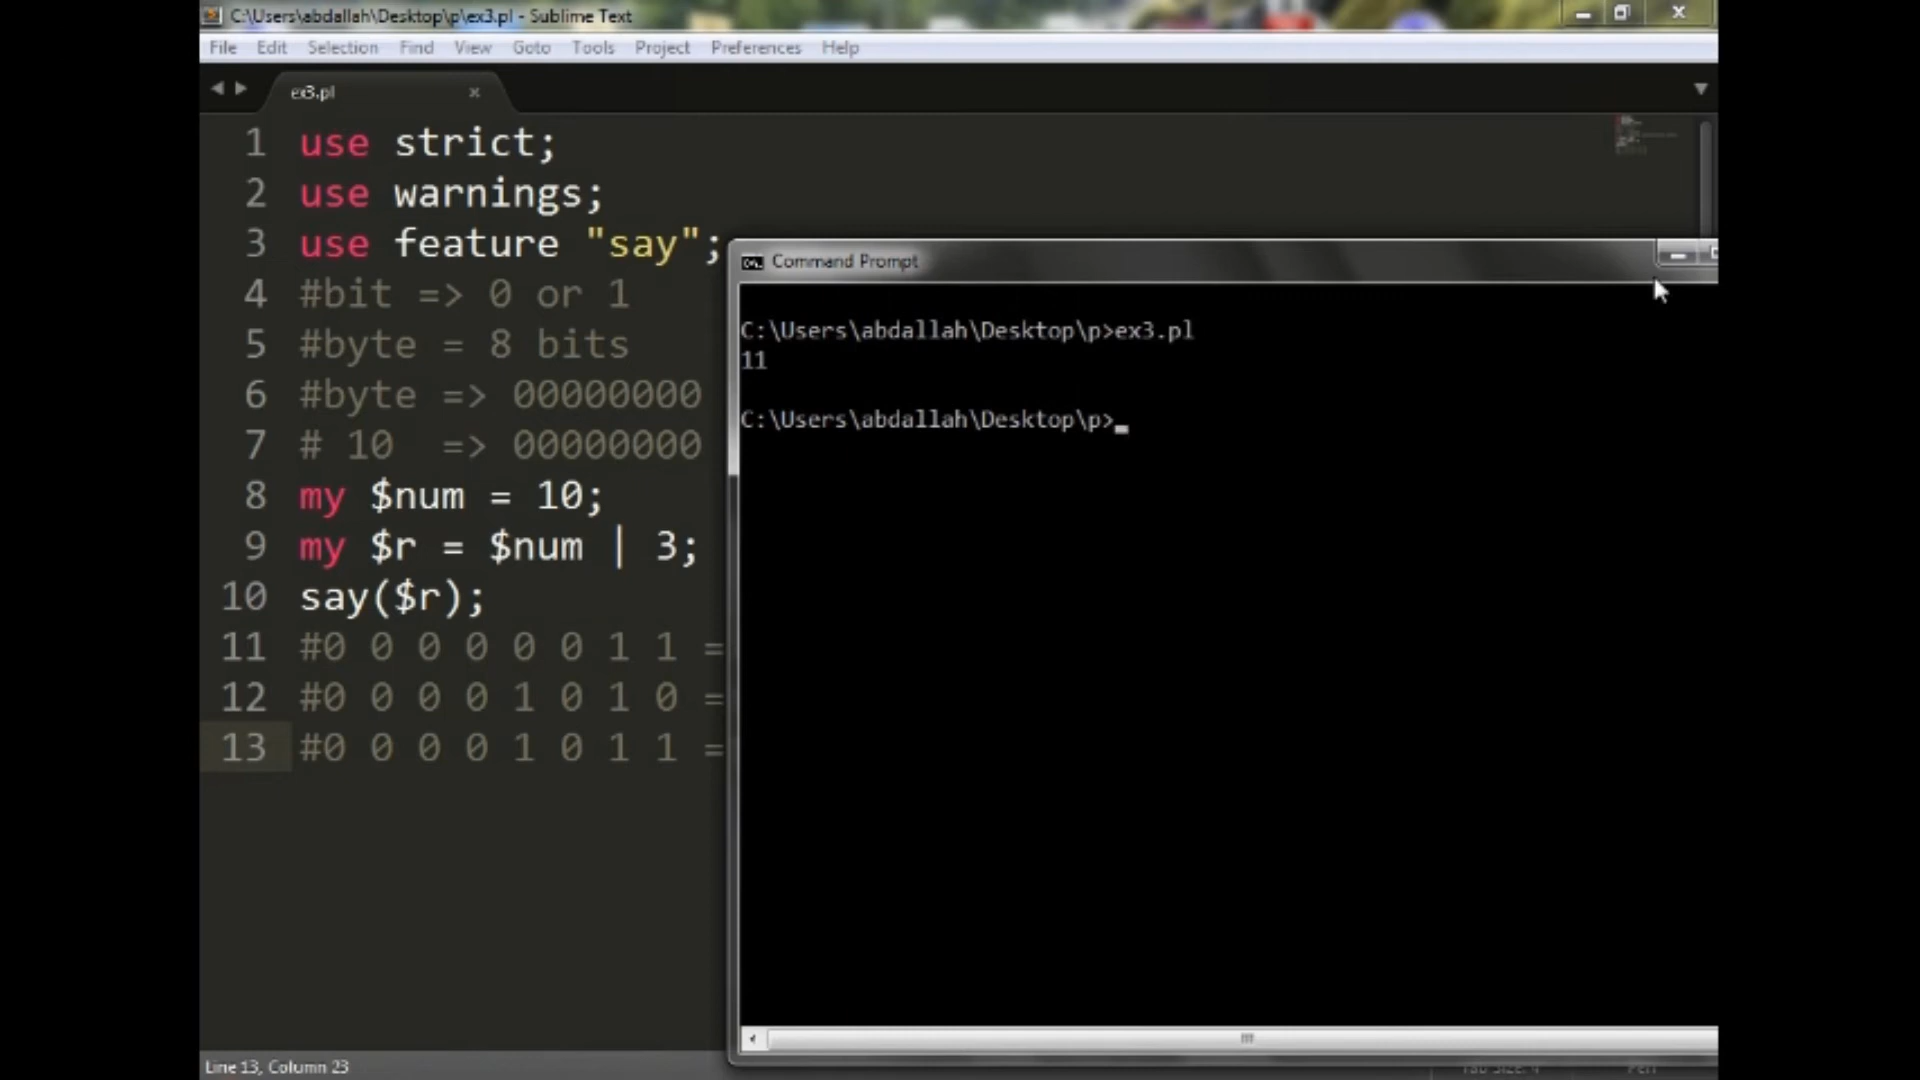 C:\Users\abdallah\Desktop\p\ex3.pl - Sublime Text
File Edit Selection Find View Goto Tools Project Preferences Help
ex3.pl
1 use strict;
2 use warnings;
3 use feature "say";
4 #bit => 0 or 1
5 #byte = 8 bits
6 #byte => 00000000
7 # 10  => 00000000
8 my $num = 10;
9 my $r = $num | 3;
10 say($r);
11 #0 0 0 0 0 0 1 1 =
12 #0 0 0 0 1 0 1 0 =
13 #0 0 0 0 1 0 1 1 =
Command Prompt
C:\Users\abdallah\Desktop\p>ex3.pl
11
C:\Users\abdallah\Desktop\p>
Line 13, Column 23
Tab Size: 4
Perl